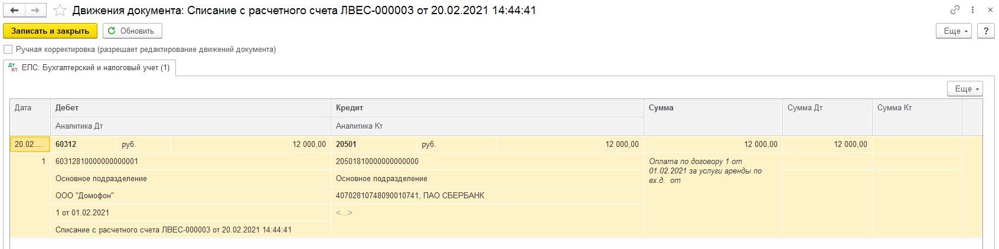 Движения документа: Списание с расчетного счета ЛВЕС-000003 от 20.02.2021 14:44:41
Записать и закрыть Обновить Еще ?
Ручная корректировка (разрешает редактирование движений документа)
Дт Кт ЕПС: Бухгалтерский и налоговый учет (1)
Еще
Дата Дебет Кредит Сумма Сумма Дт Сумма Кт
Аналитика Дт Аналитика Кт
20.02.... 60312 руб. 12 000,00 20501 руб. 12 000,00 12 000,00 12 000,00
1 60312810000000000001 20501810000000000000 Оплата по договору 1 от
01.02.2021 за услуги аренды по
Основное подразделение Основное подразделение вх.д. от
ООО "Домофон" 40702810748090010741, ПАО СБЕРБАНК
1 от 01.02.2021 <...>
Списание с расчетного счета ЛВЕС-000003 от 20.02.2021 14:44:41